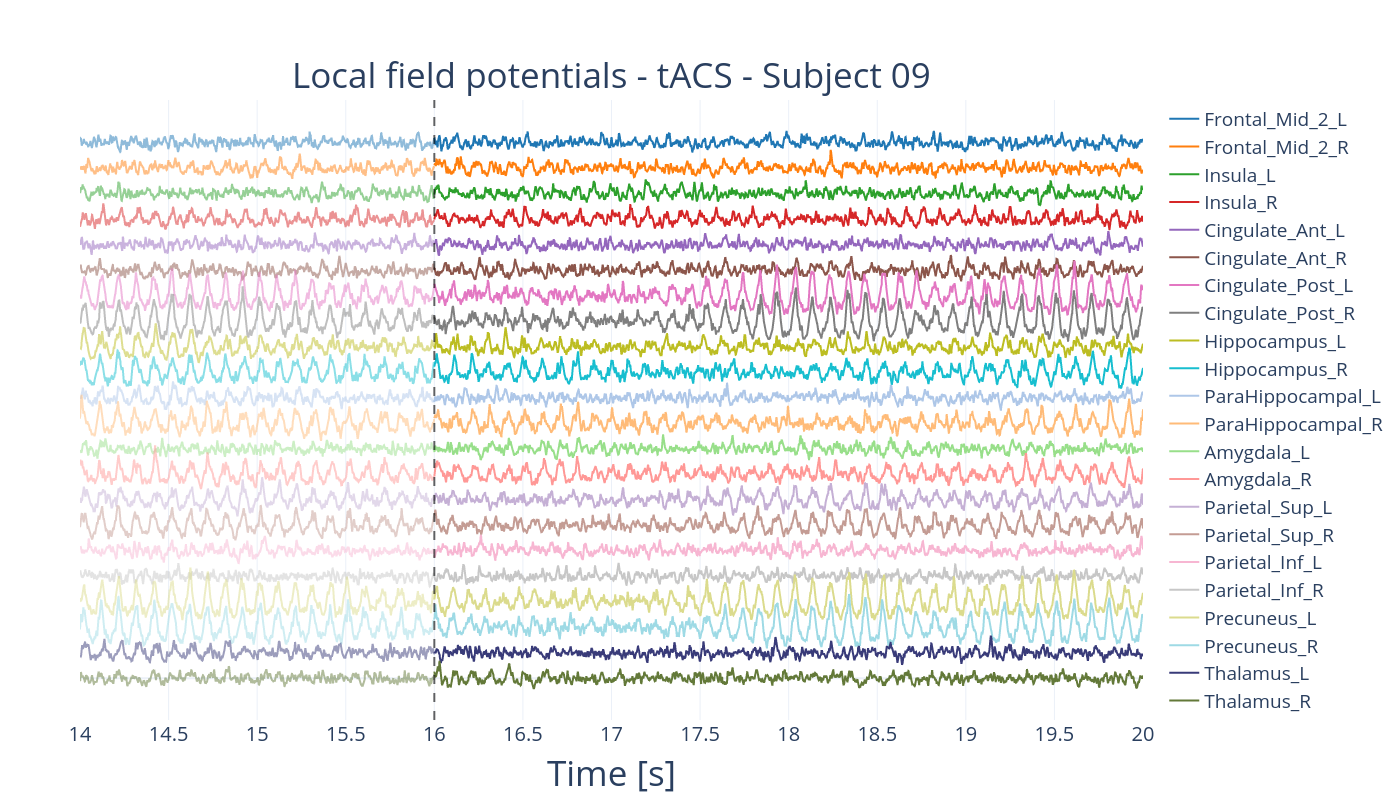 Local field potentials - tACS - Subject 09
Frontal_Mid_2_L
Frontal_Mid_2_R
Insula_L
Insula_R
Cingulate_Ant_L
Cingulate_Ant_R
Cingulate_Post_L
Cingulate_Post_R
Hippocampus_L
Hippocampus_R
ParaHippocampal_L
ParaHippocampal_R
Amygdala_L
Amygdala_R
Parietal_Sup_L
Parietal_Sup_R
Parietal_Inf_L
Parietal_Inf_R
Precuneus_L
Precuneus_R
Thalamus_L
Thalamus_R
14 14.5 15 15.5 16 16.5 17 17.5 18 18.5 19 19.5 20
Time [s]